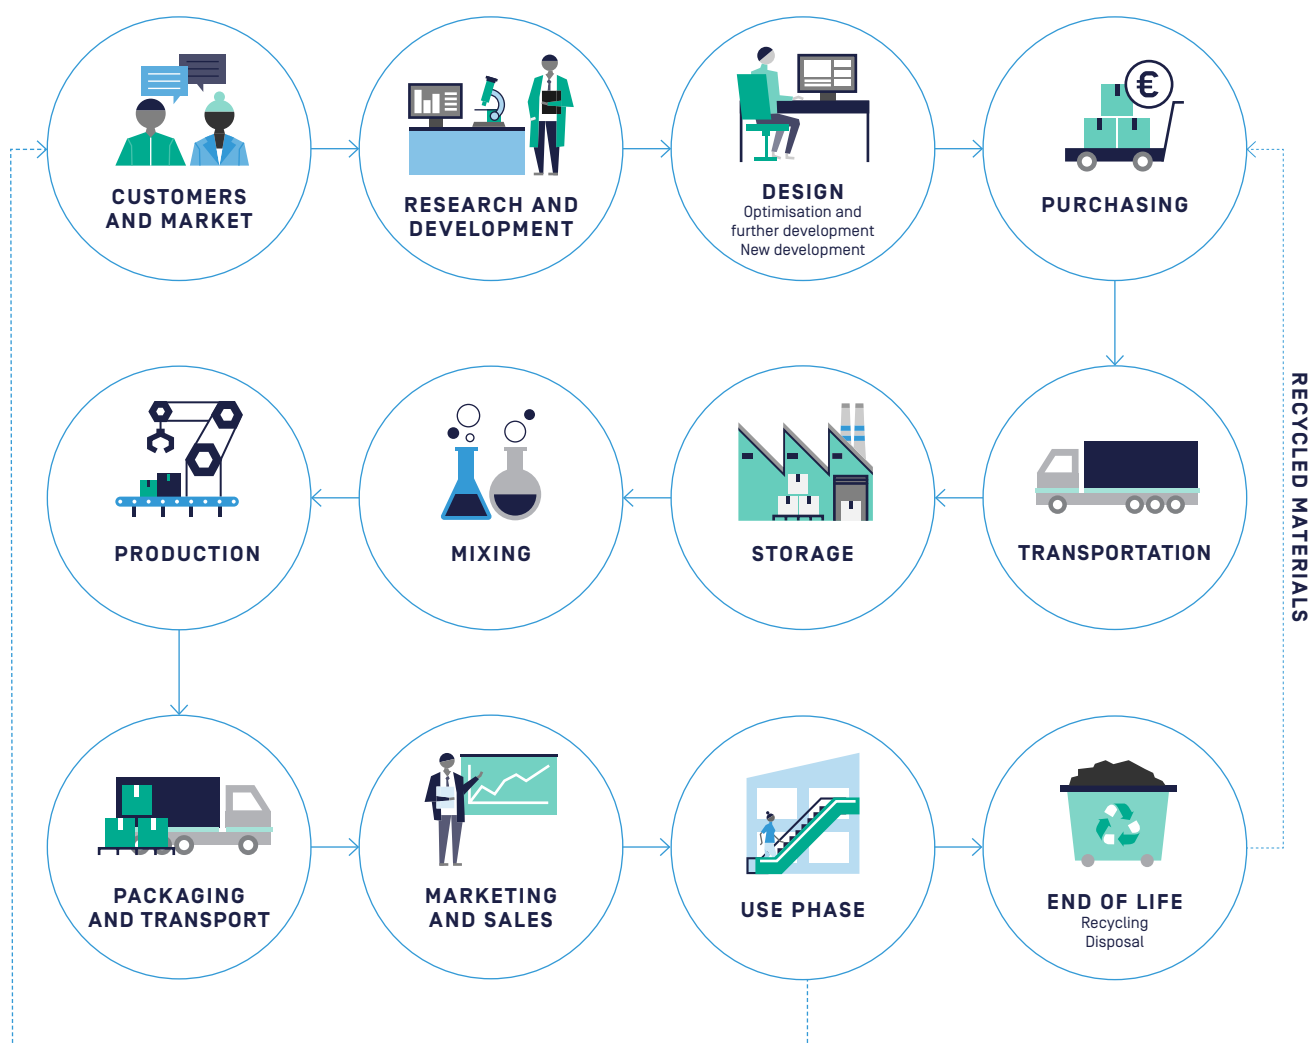 CUSTOMERS
AND MARKET
RESEARCH AND
DEVELOPMENT
DESIGN
Optimisation and
further development
New development
€
PURCHASING
PRODUCTION
MIXING
STORAGE
TRANSPORTATION
RECYCLED MATERIALS
PACKAGING
AND TRANSPORT
MARKETING
AND SALES
USE PHASE
END OF LIFE
Recycling
Disposal